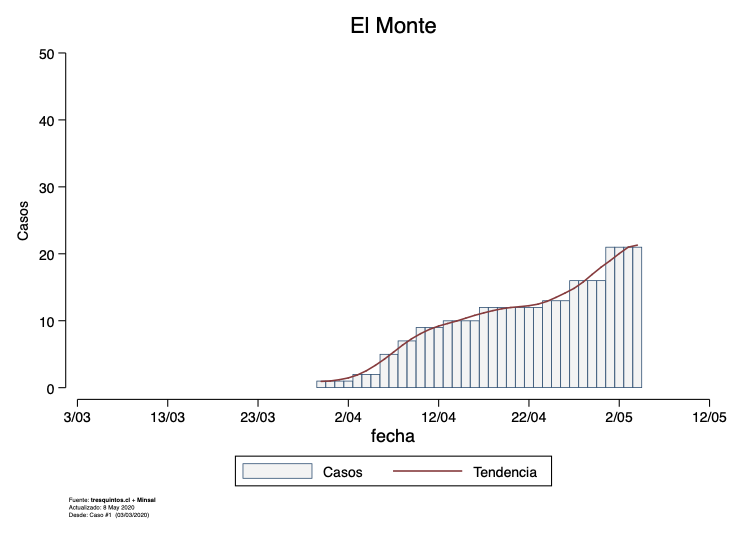 El Monte
50
40
30
20
10
0
Casos
3/03 13/03 23/03 2/04 12/04 22/04 2/05 12/05
fecha
Casos Tendencia
Fuente: tresquintos.cl + Minsal
Actualizado: 8 May 2020
Desde: Caso #1 (03/03/2020)